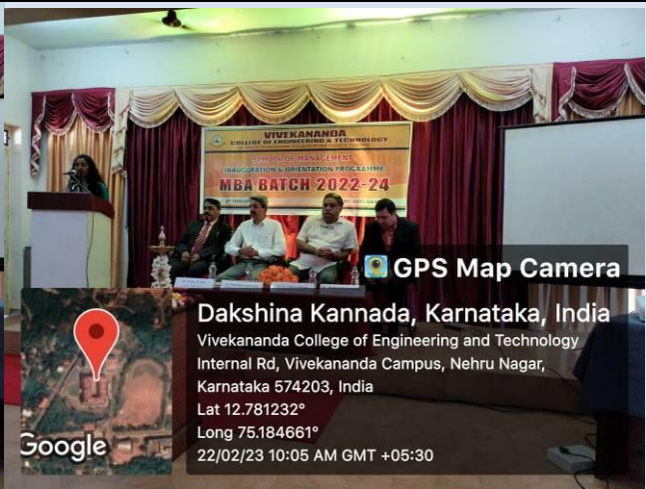 VIVEKANANDA
COLLEGE OF ENGINEERING & TECHNOLOGY
SCHOOL OF MANAGEMENT
INAUGURATION & ORIENTATION PROGRAMME
MBA BATCH 2022-24
GPS Map Camera
Dakshina Kannada, Karnataka, India
Vivekananda College of Engineering and Technology
Internal Rd, Vivekananda Campus, Nehru Nagar,
Karnataka 574203, India
Lat 12.781232°
Long 75.184661°
22/02/23 10:05 AM GMT +05:30
Google